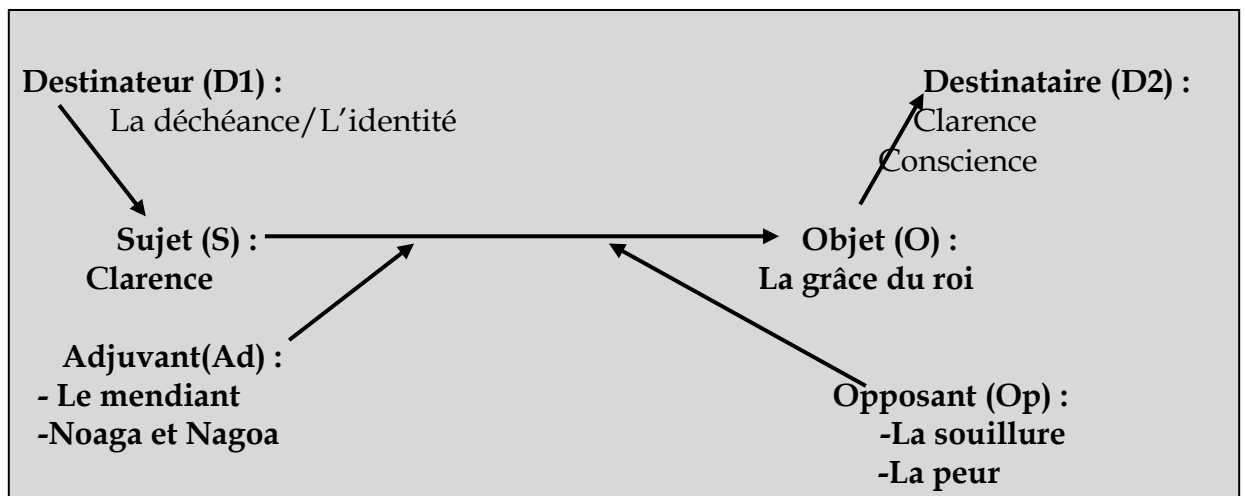 Destinateur (D1) :
La déchéance/L'identité
Destinataire (D2) :
Clarence
Conscience
Sujet (S) :
Clarence
Objet (O) :
La grâce du roi
Adjuvant(Ad) :
- Le mendiant
-Noaga et Nagoa
Opposant (Op) :
-La souillure
-La peur